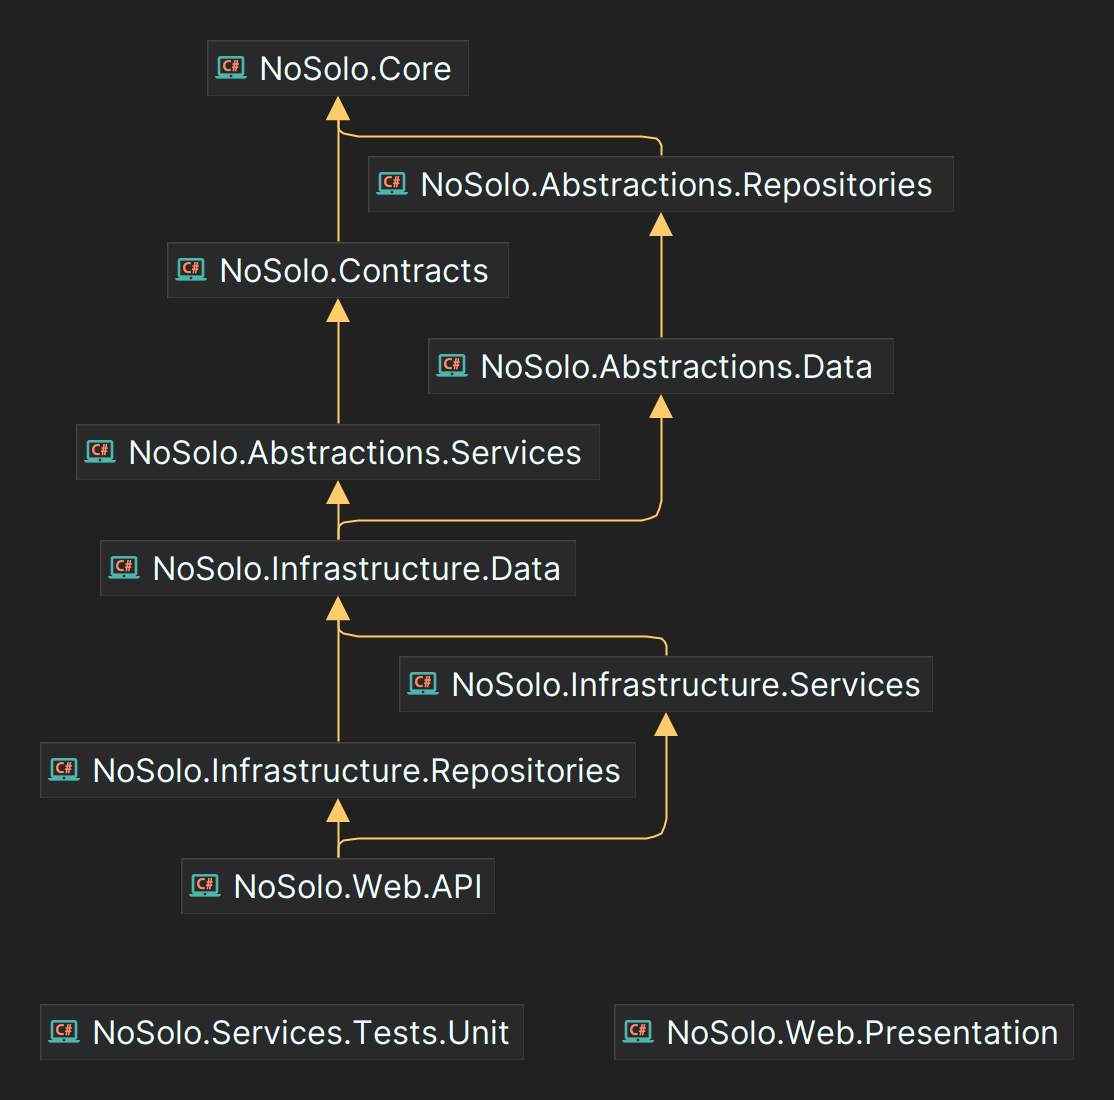 C# NoSolo.Core
C# NoSolo.Abstractions.Repositories
C# NoSolo.Contracts
C# NoSolo.Abstractions.Data
C# NoSolo.Abstractions.Services
C# NoSolo.Infrastructure.Data
C# NoSolo.Infrastructure.Services
C# NoSolo.Infrastructure.Repositories
C# NoSolo.Web.API
C# NoSolo.Services.Tests.Unit
C# NoSolo.Web.Presentation